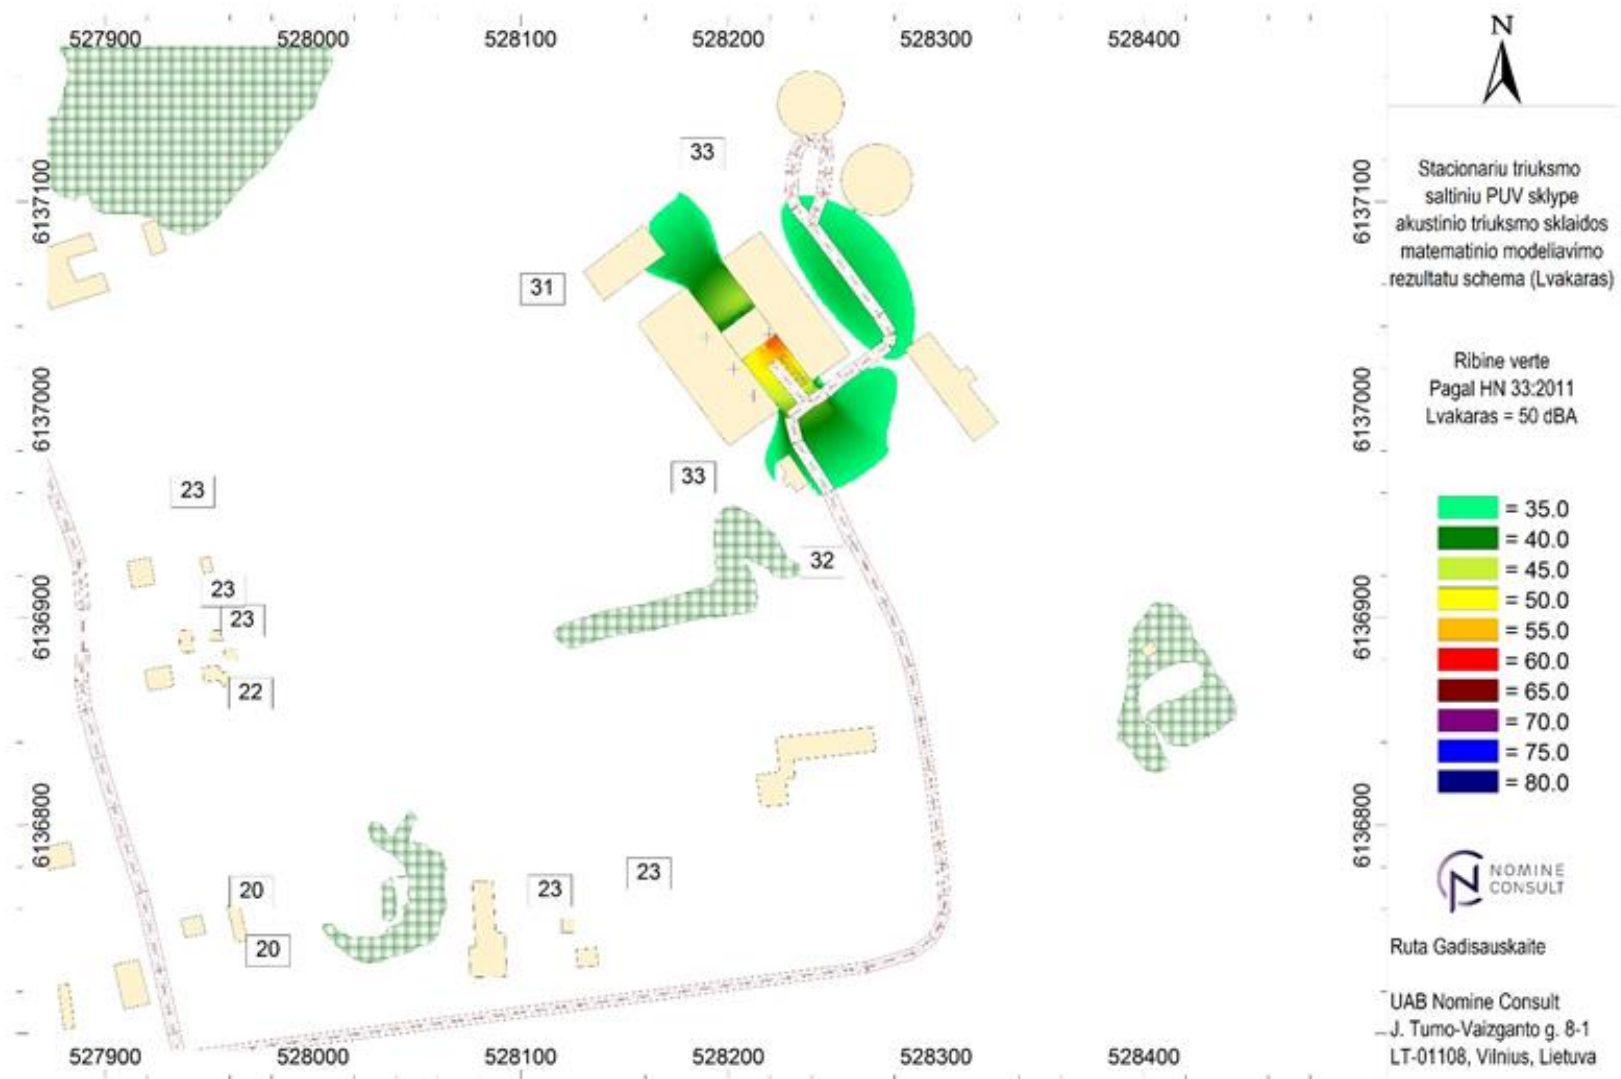 527900 528000 528100 528200 528300 528400
N
6137100
6137000
6136900
6136800
33
31
33
32
23
23
23
22
20
20
23
23
6137100
6137000
6136900
6136800
527900 528000 528100 528200 528300 528400
Stacionariu triuksmo
saltiniu PUV sklype
akustinio triuksmo sklaidos
matematinio modeliavimo
rezultatu schema (Lvakaras)
Ribine verte
Pagal HN 33:2011
Lvakaras = 50 dBA
= 35.0
= 40.0
= 45.0
= 50.0
= 55.0
= 60.0
= 65.0
= 70.0
= 75.0
= 80.0
NOMINE
CONSULT
Ruta Gadisauskaite
UAB Nomine Consult
J. Tumo-Vaizganto g. 8-1
LT-01108, Vilnius, Lietuva